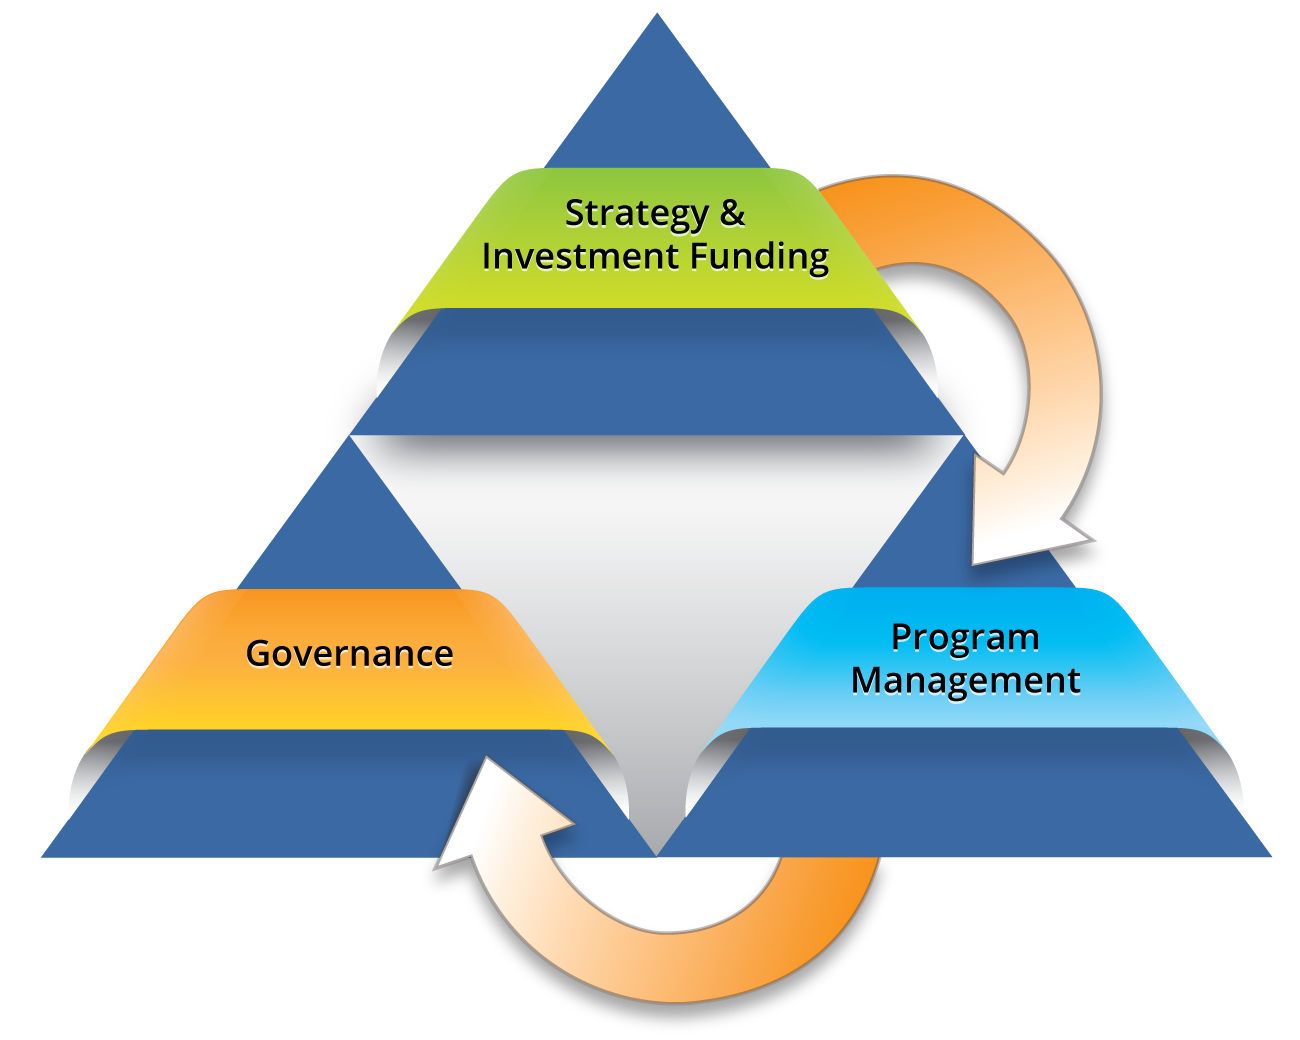 Strategy &
Investment Funding
Governance
Program
Management